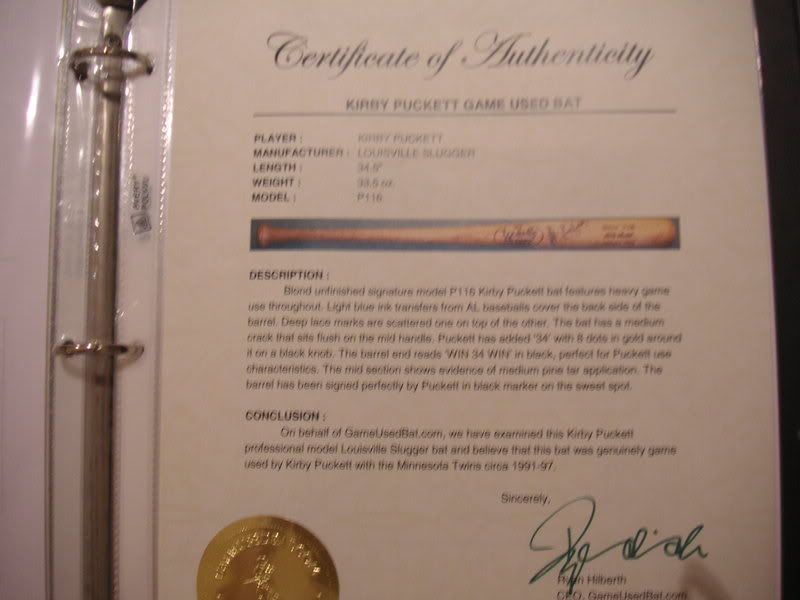 Certificate of Authenticity
KIRBY PUCKETT GAME USED BAT
PLAYER : KIRBY PUCKETT
MANUFACTURER : LOUISVILLE SLUGGER
LENGTH : 34.5"
WEIGHT : 33.5 oz.
MODEL : P116
DESCRIPTION :
Blond unfinished signature model P116 Kirby Puckett bat features heavy game
use throughout. Light blue ink transfers from AL baseballs cover the back side of the
barrel. Deep lace marks are scattered one on top of the other. The bat has a medium
crack that sits flush on the mid handle. Puckett has added '34' with 8 dots in gold around
it on a black knob. The barrel end reads 'WIN 34 WIN' in black, perfect for Puckett use
characteristics. The mid section shows evidence of medium pine tar application. The
barrel has been signed perfectly by Puckett in black marker on the sweet spot.
CONCLUSION :
On behalf of GameUsedBat.com, we have examined this Kirby Puckett
professional model Louisville Slugger bat and believe that this bat was genuinely game
used by Kirby Puckett with the Minnesota Twins circa 1991-97.
Sincerely,
Ryan Hilberth
CEO, GameUsedBat.com